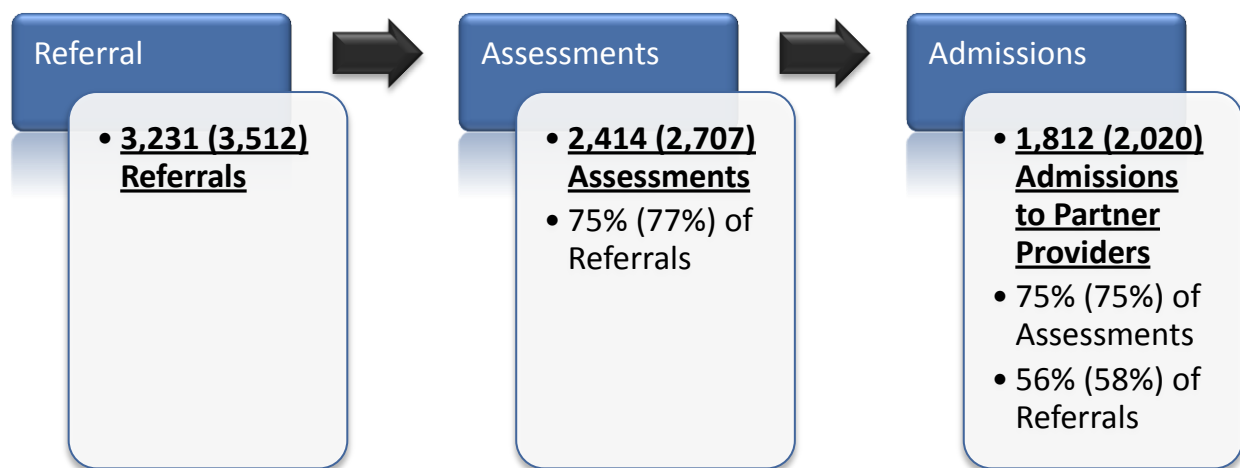 Referral
• 3,231 (3,512)
Referrals
Assessments
• 2,414 (2,707)
Assessments
• 75% (77%) of
Referrals
Admissions
• 1,812 (2,020)
Admissions
to Partner
Providers
• 75% (75%) of
Assessments
• 56% (58%) of
Referrals